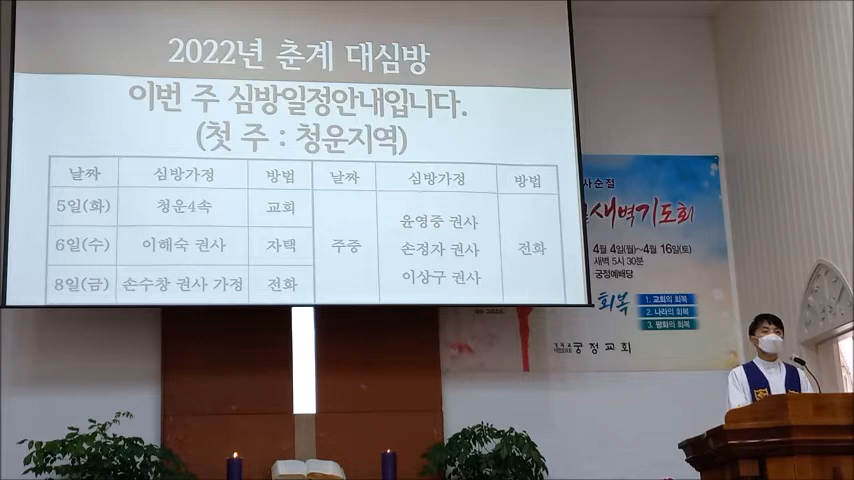 2022년 춘계 대심방
이번 주 심방일정안내입니다.
(첫 주 : 청운지역)
날짜 심방가정 방법 날짜 심방가정 방법
5일(화) 청운4속 교회
6일(수) 이해숙 권사 자택
8일(금) 손수창 권사 가정 전화
주중
윤영중 권사
손정자 권사
이상구 권사
전화
사순절
새벽기도회
4월 4일(월)~4월 16일(토)
새벽 5시 30분
궁정예배당
회복
1. 교회의 회복
2. 나라의 회복
3. 평화의 회복
궁정교회